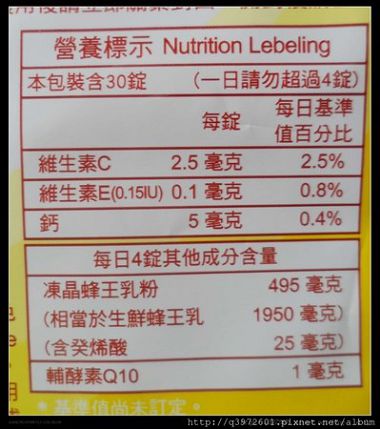 營養標示 Nutrition Lebeling
本包裝含30錠 (一日請勿超過4錠)
每錠 每日基準值百分比
維生素C 2.5 毫克 2.5%
維生素E(0.15IU) 0.1 毫克 0.8%
鈣 5 毫克 0.4%
每日4錠其他成分含量
凍晶蜂王乳粉 495 毫克
(相當於生鮮蜂王乳 1950 毫克)
(含癸烯酸 25 毫克)
輔酵素Q10 1 毫克
*基準值尚未訂定。
http://q3972601.pixnet.net/album